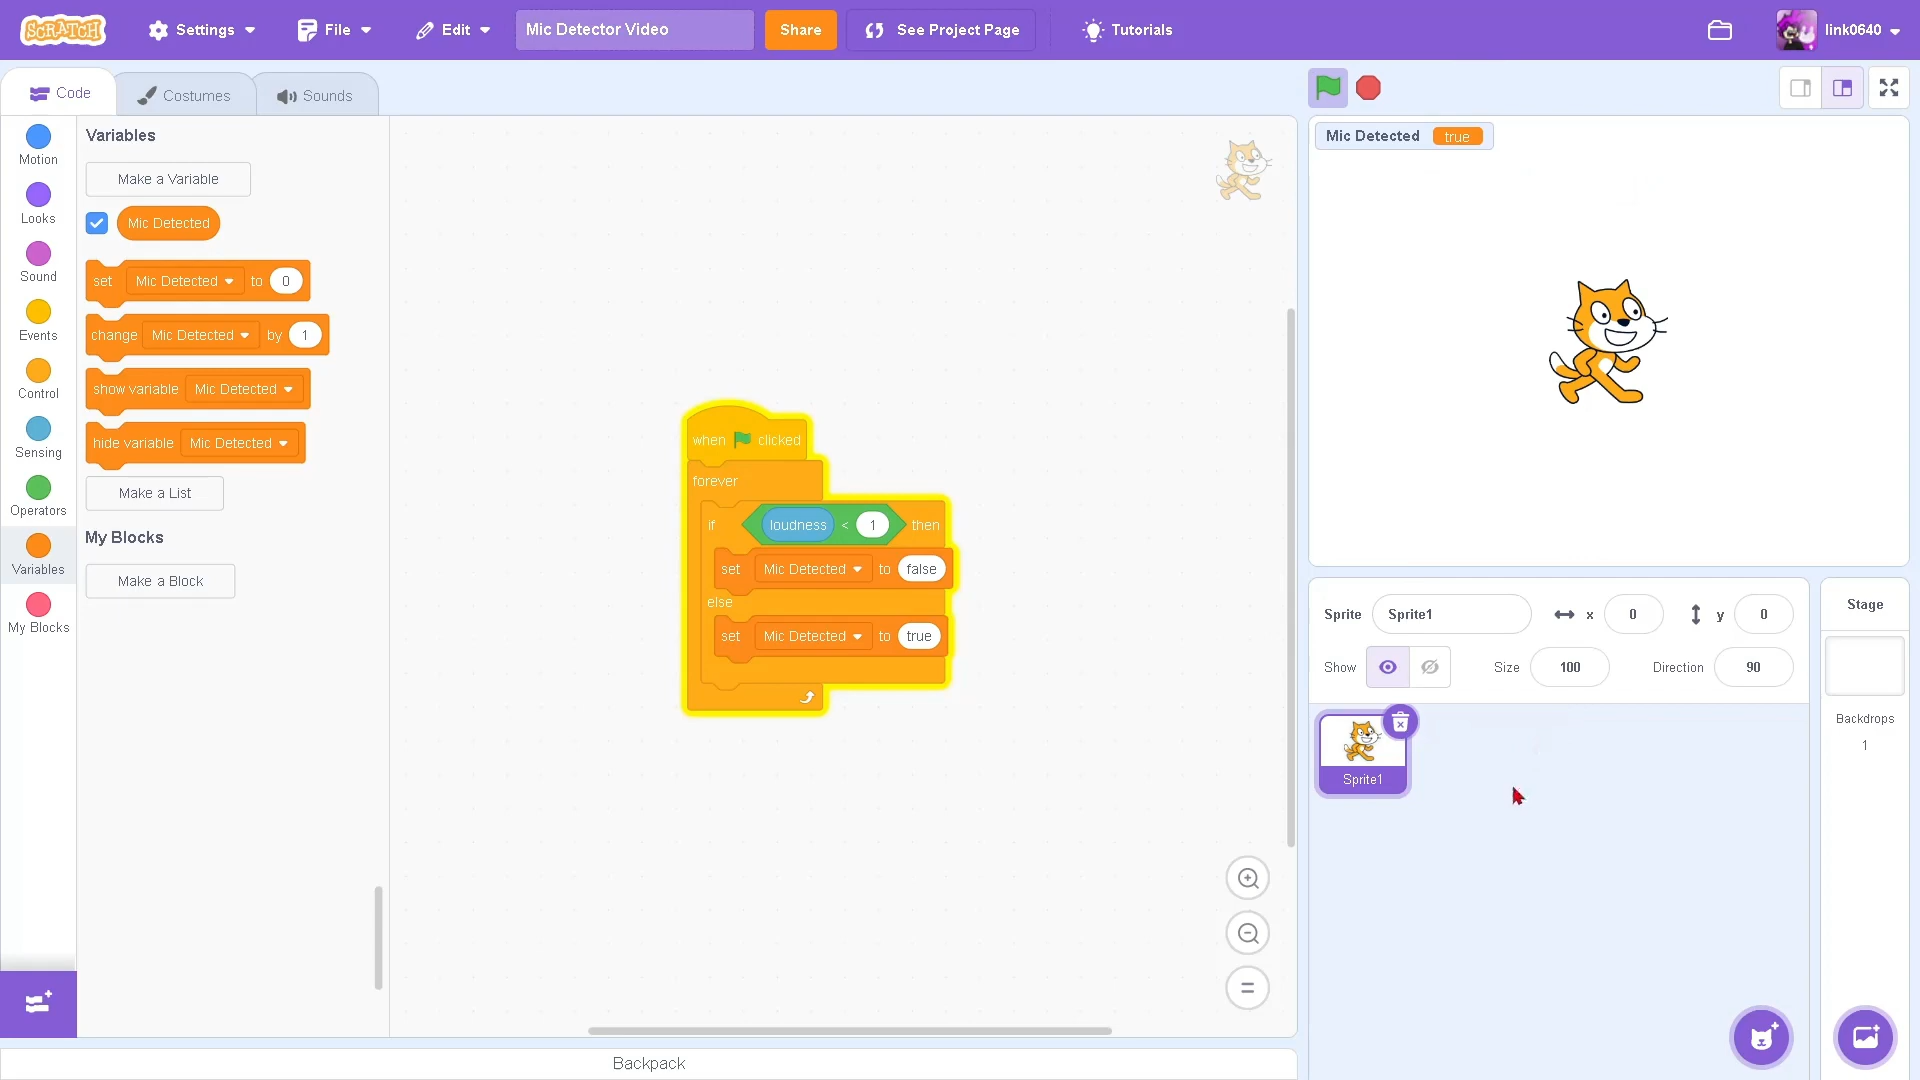 SCRATCH
Settings
File
Edit
Mic Detector Video
Share
See Project Page
Tutorials
link0640
Code
Costumes
Sounds
Motion
Looks
Sound
Events
Control
Sensing
Operators
Variables
My Blocks
Variables
Make a Variable
Mic Detected
set Mic Detected to 0
change Mic Detected by 1
show variable Mic Detected
hide variable Mic Detected
Make a List
My Blocks
Make a Block
when clicked
forever
if loudness < 1 then
set Mic Detected to false
else
set Mic Detected to true
Mic Detected true
Sprite Sprite1 x 0 y 0
Show Size 100 Direction 90
Sprite1
Stage
Backdrops
1
Backpack